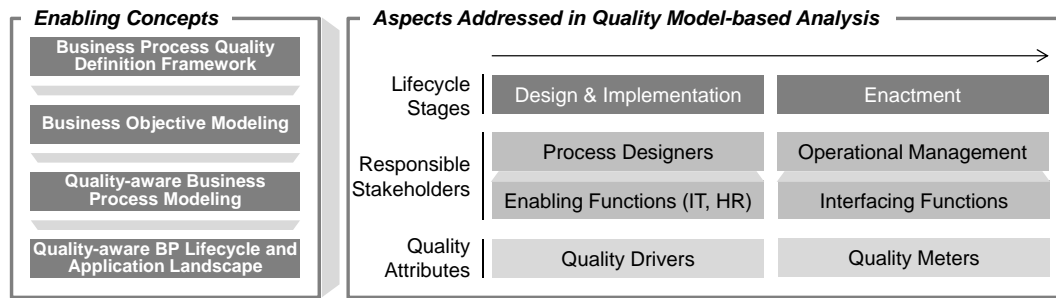 Enabling Concepts
Business Process Quality
Definition Framework
Business Objective Modeling
Quality-aware Business
Process Modeling
Quality-aware BP Lifecycle and
Application Landscape
Aspects Addressed in Quality Model-based Analysis
Lifecycle
Stages
Design & Implementation
Enactment
Responsible
Stakeholders
Process Designers
Operational Management
Enabling Functions (IT, HR)
Interfacing Functions
Quality
Attributes
Quality Drivers
Quality Meters